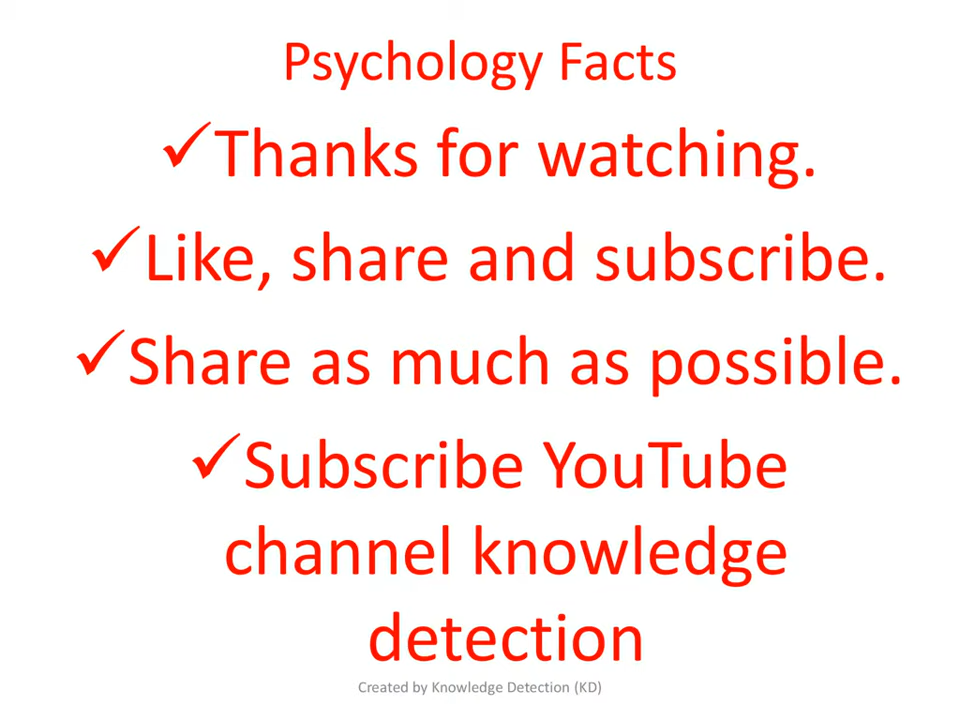 Psychology Facts
✓Thanks for watching.
✓Like, share and subscribe.
✓Share as much as possible.
✓Subscribe YouTube
channel knowledge
detection
Created by Knowledge Detection (KD)